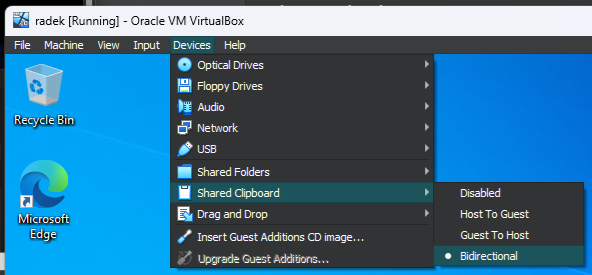 radek [Running] - Oracle VM VirtualBox
File Machine View Input Devices Help
Optical Drives
Floppy Drives
Audio
Network
USB
Shared Folders
Shared Clipboard
Drag and Drop
Insert Guest Additions CD image...
Upgrade Guest Additions...
Disabled
Host To Guest
Guest To Host
Bidirectional
Recycle Bin
Microsoft
Edge